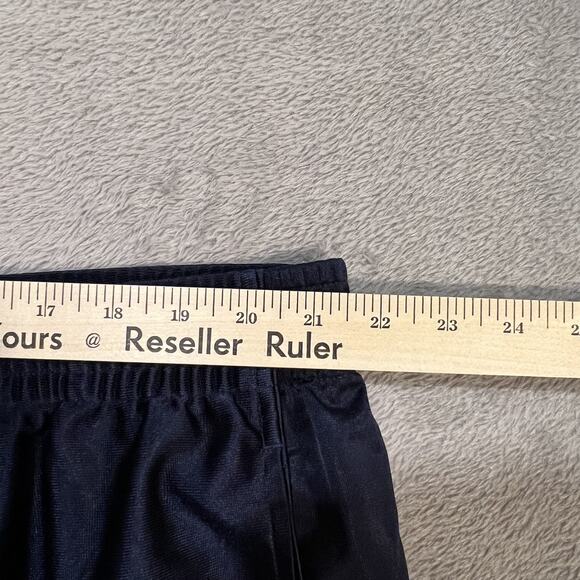 17 18 19 20 21 22 23 24
ours @ Reseller Ruler